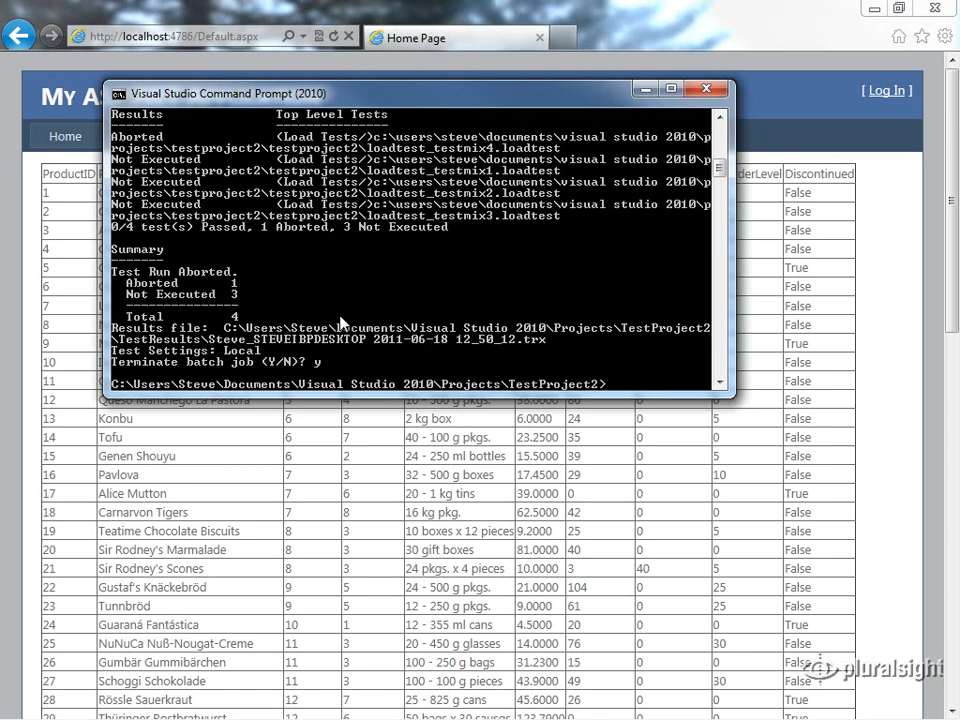 http://localhost:4786/Default.aspx
Home Page
My A
[ Log In ]
Home
Visual Studio Command Prompt (2010)
Results Top Level Tests
------- ---------------
Aborted (Load Tests/)c:\users\steve\documents\visual studio 2010\p
rojects\testproject2\testproject2\loadtest_testmix4.loadtest
Not Executed (Load Tests/)c:\users\steve\documents\visual studio 2010\p
rojects\testproject2\testproject2\loadtest_testmix1.loadtest
Not Executed (Load Tests/)c:\users\steve\documents\visual studio 2010\p
rojects\testproject2\testproject2\loadtest_testmix2.loadtest
Not Executed (Load Tests/)c:\users\steve\documents\visual studio 2010\p
rojects\testproject2\testproject2\loadtest_testmix3.loadtest
0/4 test(s) Passed, 1 Aborted, 3 Not Executed
Summary
-------
Test Run Aborted.
Aborted 1
Not Executed 3
---------------
Total 4
Results file: C:\Users\Steve\Documents\Visual Studio 2010\Projects\TestProject2
\TestResults\Steve_STEVEIBPDESKTOP 2011-06-18 12_50_12.trx
Test Settings: Local
Terminate batch job (Y/N)? y
C:\Users\Steve\Documents\Visual Studio 2010\Projects\TestProject2>
ProductID derLevel Discontinued
1 False
2 False
3 False
4 False
5 True
6 False
7 False
8 False
9 True
10 False
11 False
12 Queso Manchego La Pastora 5 4 10 - 500 g pkgs. 38.0000 86 0 0 False
13 Konbu 6 8 2 kg box 6.0000 24 0 5 False
14 Tofu 6 7 40 - 100 g pkgs. 23.2500 35 0 0 False
15 Genen Shouyu 6 2 24 - 250 ml bottles 15.5000 39 0 5 False
16 Pavlova 7 3 32 - 500 g boxes 17.4500 29 0 10 False
17 Alice Mutton 7 6 20 - 1 kg tins 39.0000 0 0 0 True
18 Carnarvon Tigers 7 8 16 kg pkg. 62.5000 42 0 0 False
19 Teatime Chocolate Biscuits 8 3 10 boxes x 12 pieces 9.2000 25 0 5 False
20 Sir Rodney's Marmalade 8 3 30 gift boxes 81.0000 40 0 0 False
21 Sir Rodney's Scones 8 3 24 pkgs. x 4 pieces 10.0000 3 40 5 False
22 Gustaf's Knäckebröd 9 5 24 - 500 g pkgs. 21.0000 104 0 25 False
23 Tunnbröd 9 5 12 - 250 g pkgs. 9.0000 61 0 25 False
24 Guaraná Fantástica 10 1 12 - 355 ml cans 4.5000 20 0 0 True
25 NuNuCa Nuß-Nougat-Creme 11 3 20 - 450 g glasses 14.0000 76 0 30 False
26 Gumbär Gummibärchen 11 3 100 - 250 g bags 31.2300 15 0 0 False
27 Schoggi Schokolade 11 3 100 - 100 g pieces 43.9000 49 0 30 False
28 Rössle Sauerkraut 12 7 25 - 825 g cans 45.6000 26 0 0 True
29 Thüringer Rostbratwurst 12 6 50 bags x 30 sausgs. 123.7900 0 0 0
pluralsight